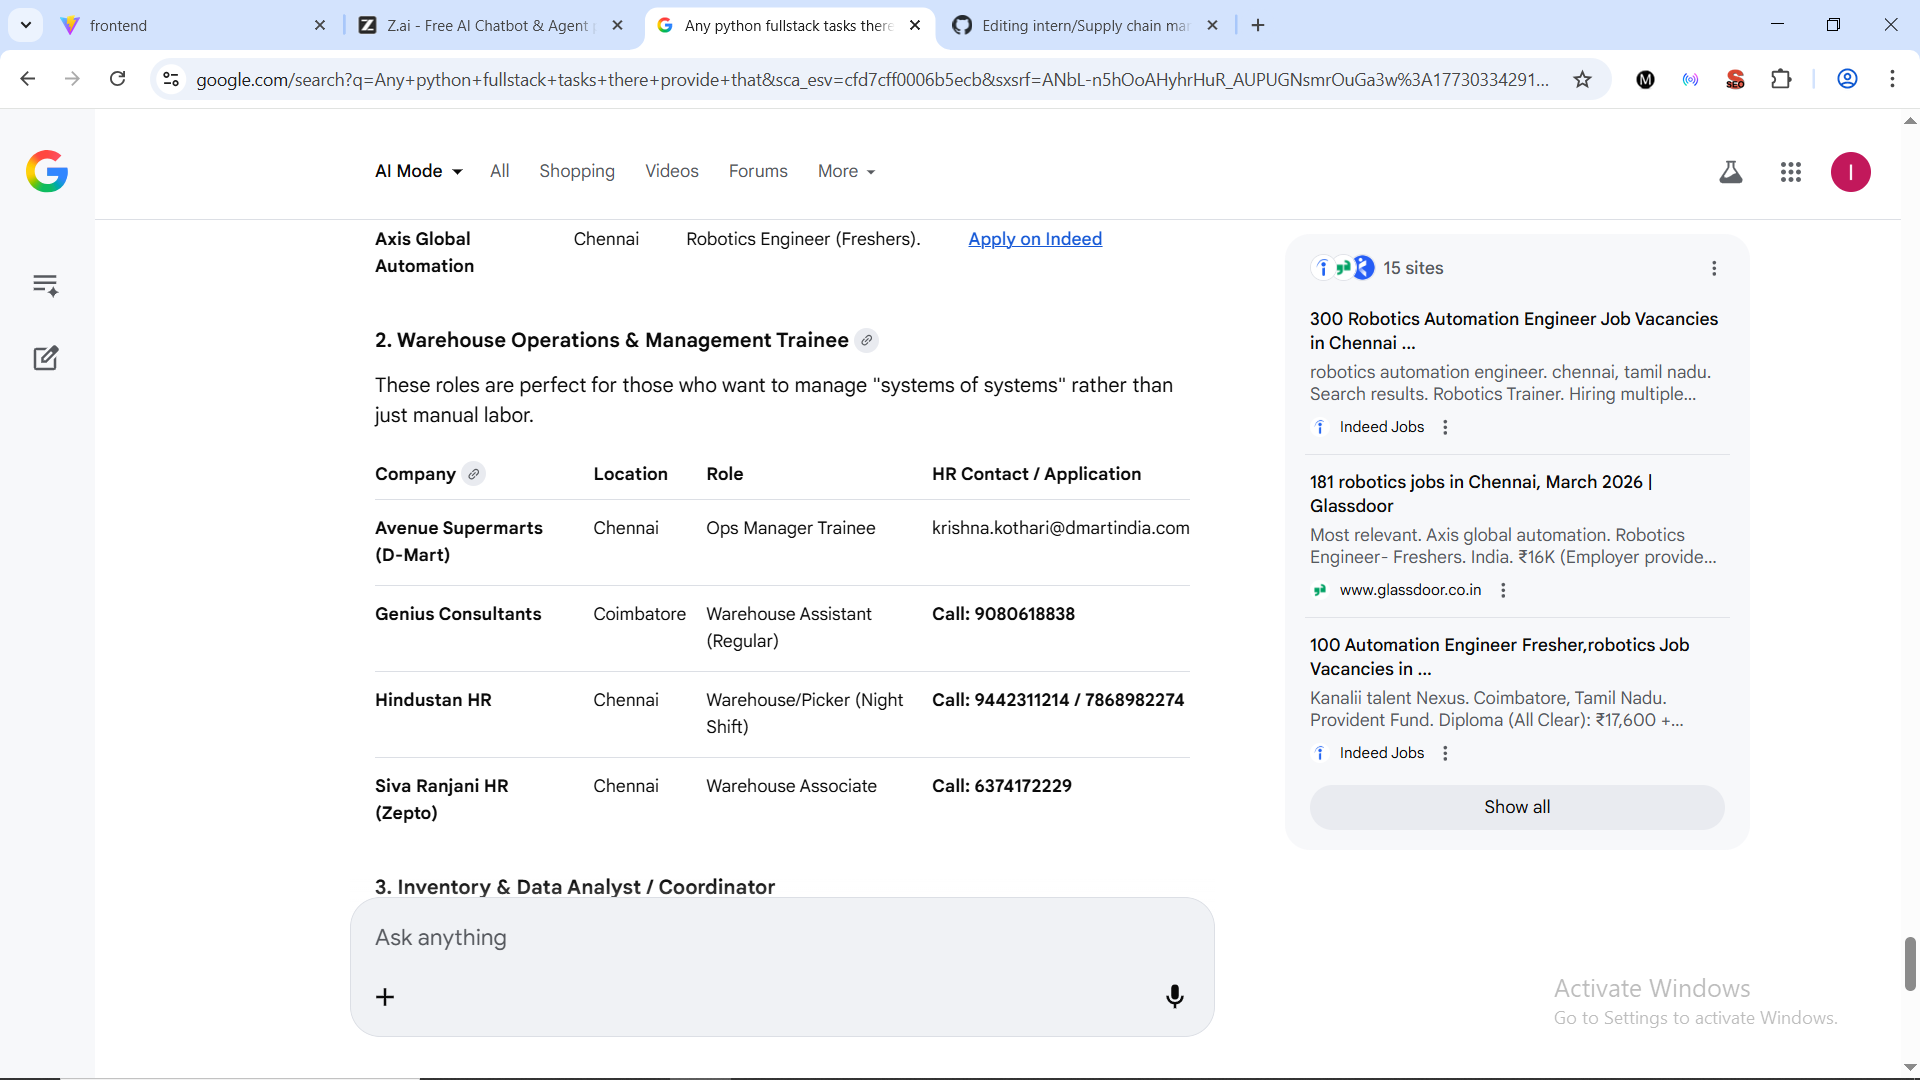 frontend
Z.ai - Free AI Chatbot & Agent
Any python fullstack tasks there
Editing intern/Supply chain mar
google.com/search?q=Any+python+fullstack+tasks+there+provide+that&sca_esv=cfd7cff0006b5ecb&sxsrf=ANbL-n5hOoAHyhrHuR_AUPUGNsmrOuGa3w%3A17730334291...
M
SEO
AI Mode All Shopping Videos Forums More
I
Axis Global
Automation
Chennai
Robotics Engineer (Freshers).
Apply on Indeed
2. Warehouse Operations & Management Trainee
These roles are perfect for those who want to manage "systems of systems" rather than
just manual labor.
Company Location Role HR Contact / Application
Avenue Supermarts
(D-Mart)
Chennai
Ops Manager Trainee
krishna.kothari@dmartindia.com
Genius Consultants
Coimbatore
Warehouse Assistant
(Regular)
Call: 9080618838
Hindustan HR
Chennai
Warehouse/Picker (Night
Shift)
Call: 9442311214 / 7868982274
Siva Ranjani HR
(Zepto)
Chennai
Warehouse Associate
Call: 6374172229
3. Inventory & Data Analyst / Coordinator
Ask anything
15 sites
300 Robotics Automation Engineer Job Vacancies
in Chennai ...
robotics automation engineer. chennai, tamil nadu.
Search results. Robotics Trainer. Hiring multiple...
Indeed Jobs
181 robotics jobs in Chennai, March 2026 |
Glassdoor
Most relevant. Axis global automation. Robotics
Engineer- Freshers. India. ₹16K (Employer provide...
www.glassdoor.co.in
100 Automation Engineer Fresher,robotics Job
Vacancies in ...
Kanalii talent Nexus. Coimbatore, Tamil Nadu.
Provident Fund. Diploma (All Clear): ₹17,600 +...
Indeed Jobs
Show all
Activate Windows
Go to Settings to activate Windows.